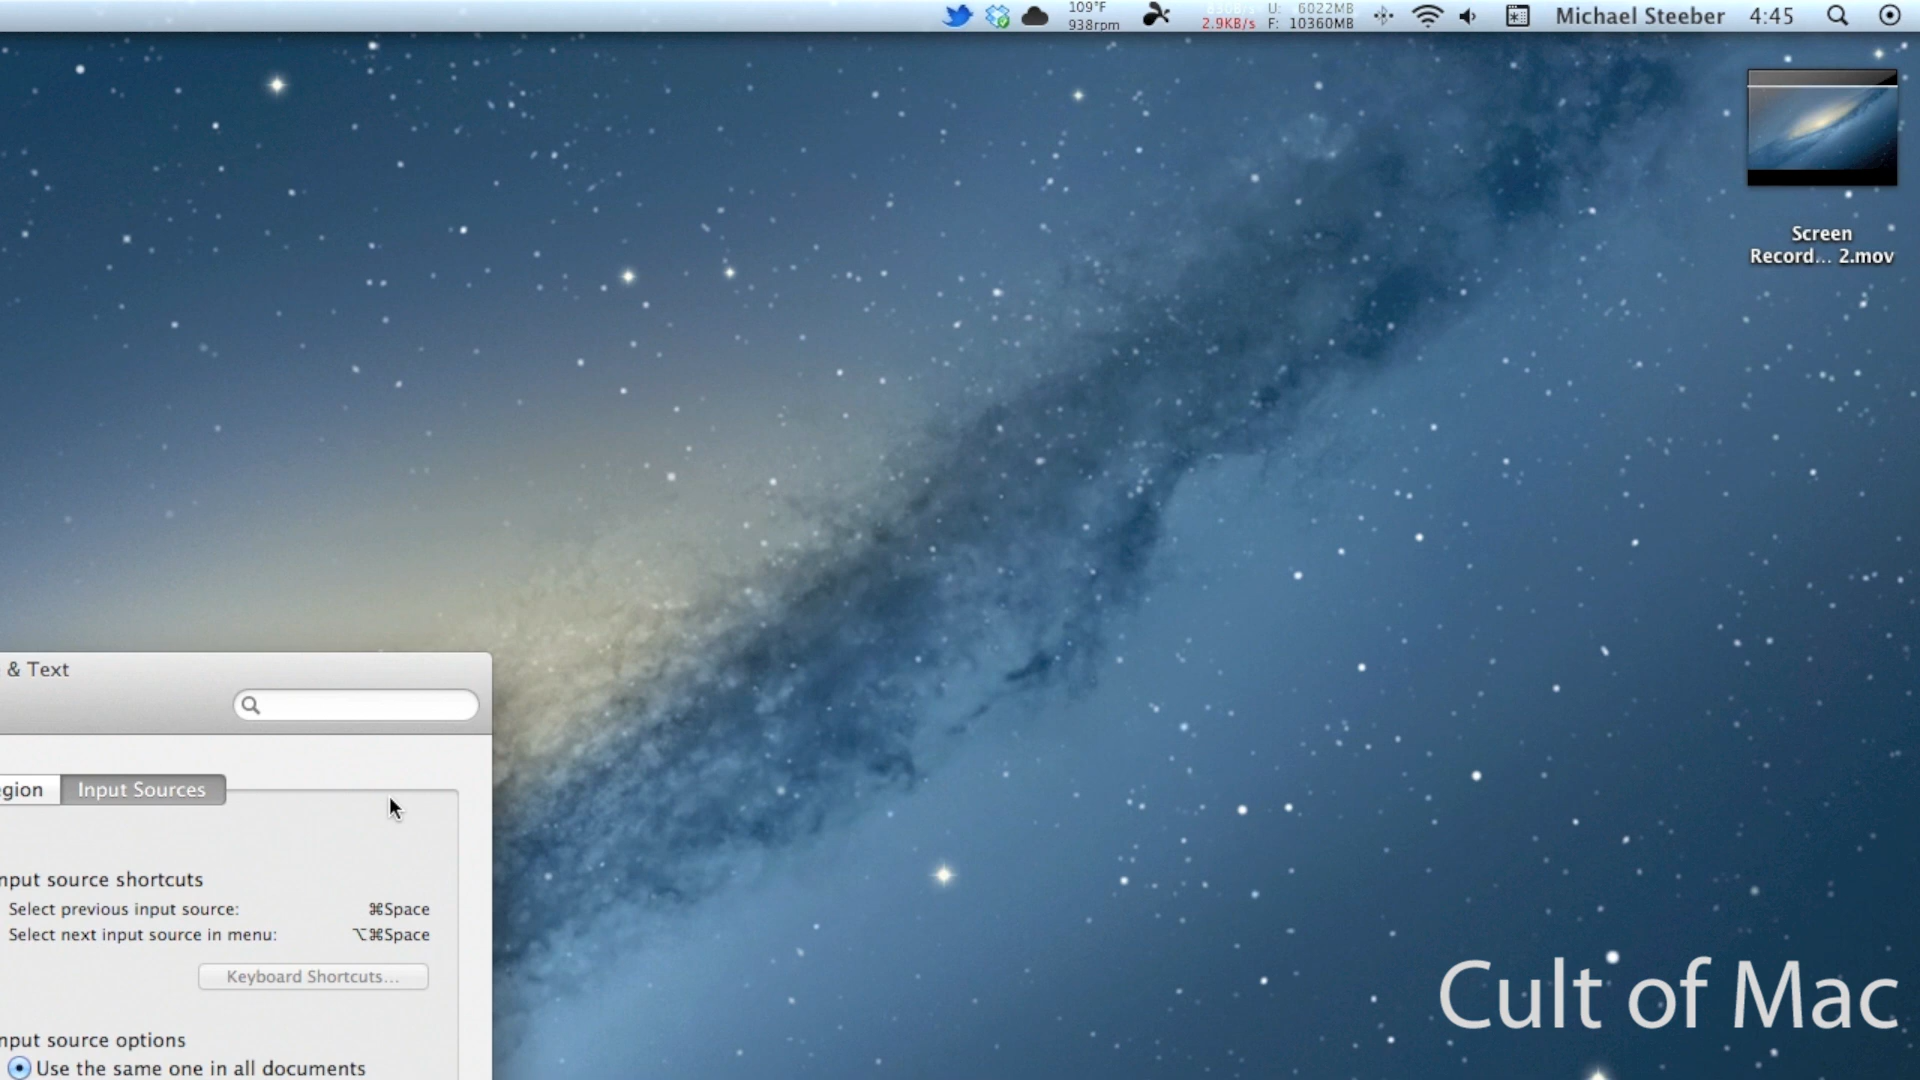 109°F
938rpm
2.9KB/s
U: 6022MB
F: 10360MB
Michael Steeber 4:45
Screen
Record... 2.mov
& Text
gion
Input Sources
nput source shortcuts
Select previous input source: ⌘Space
Select next input source in menu: ⌥⌘Space
Keyboard Shortcuts...
nput source options
Use the same one in all documents
Cult of Mac